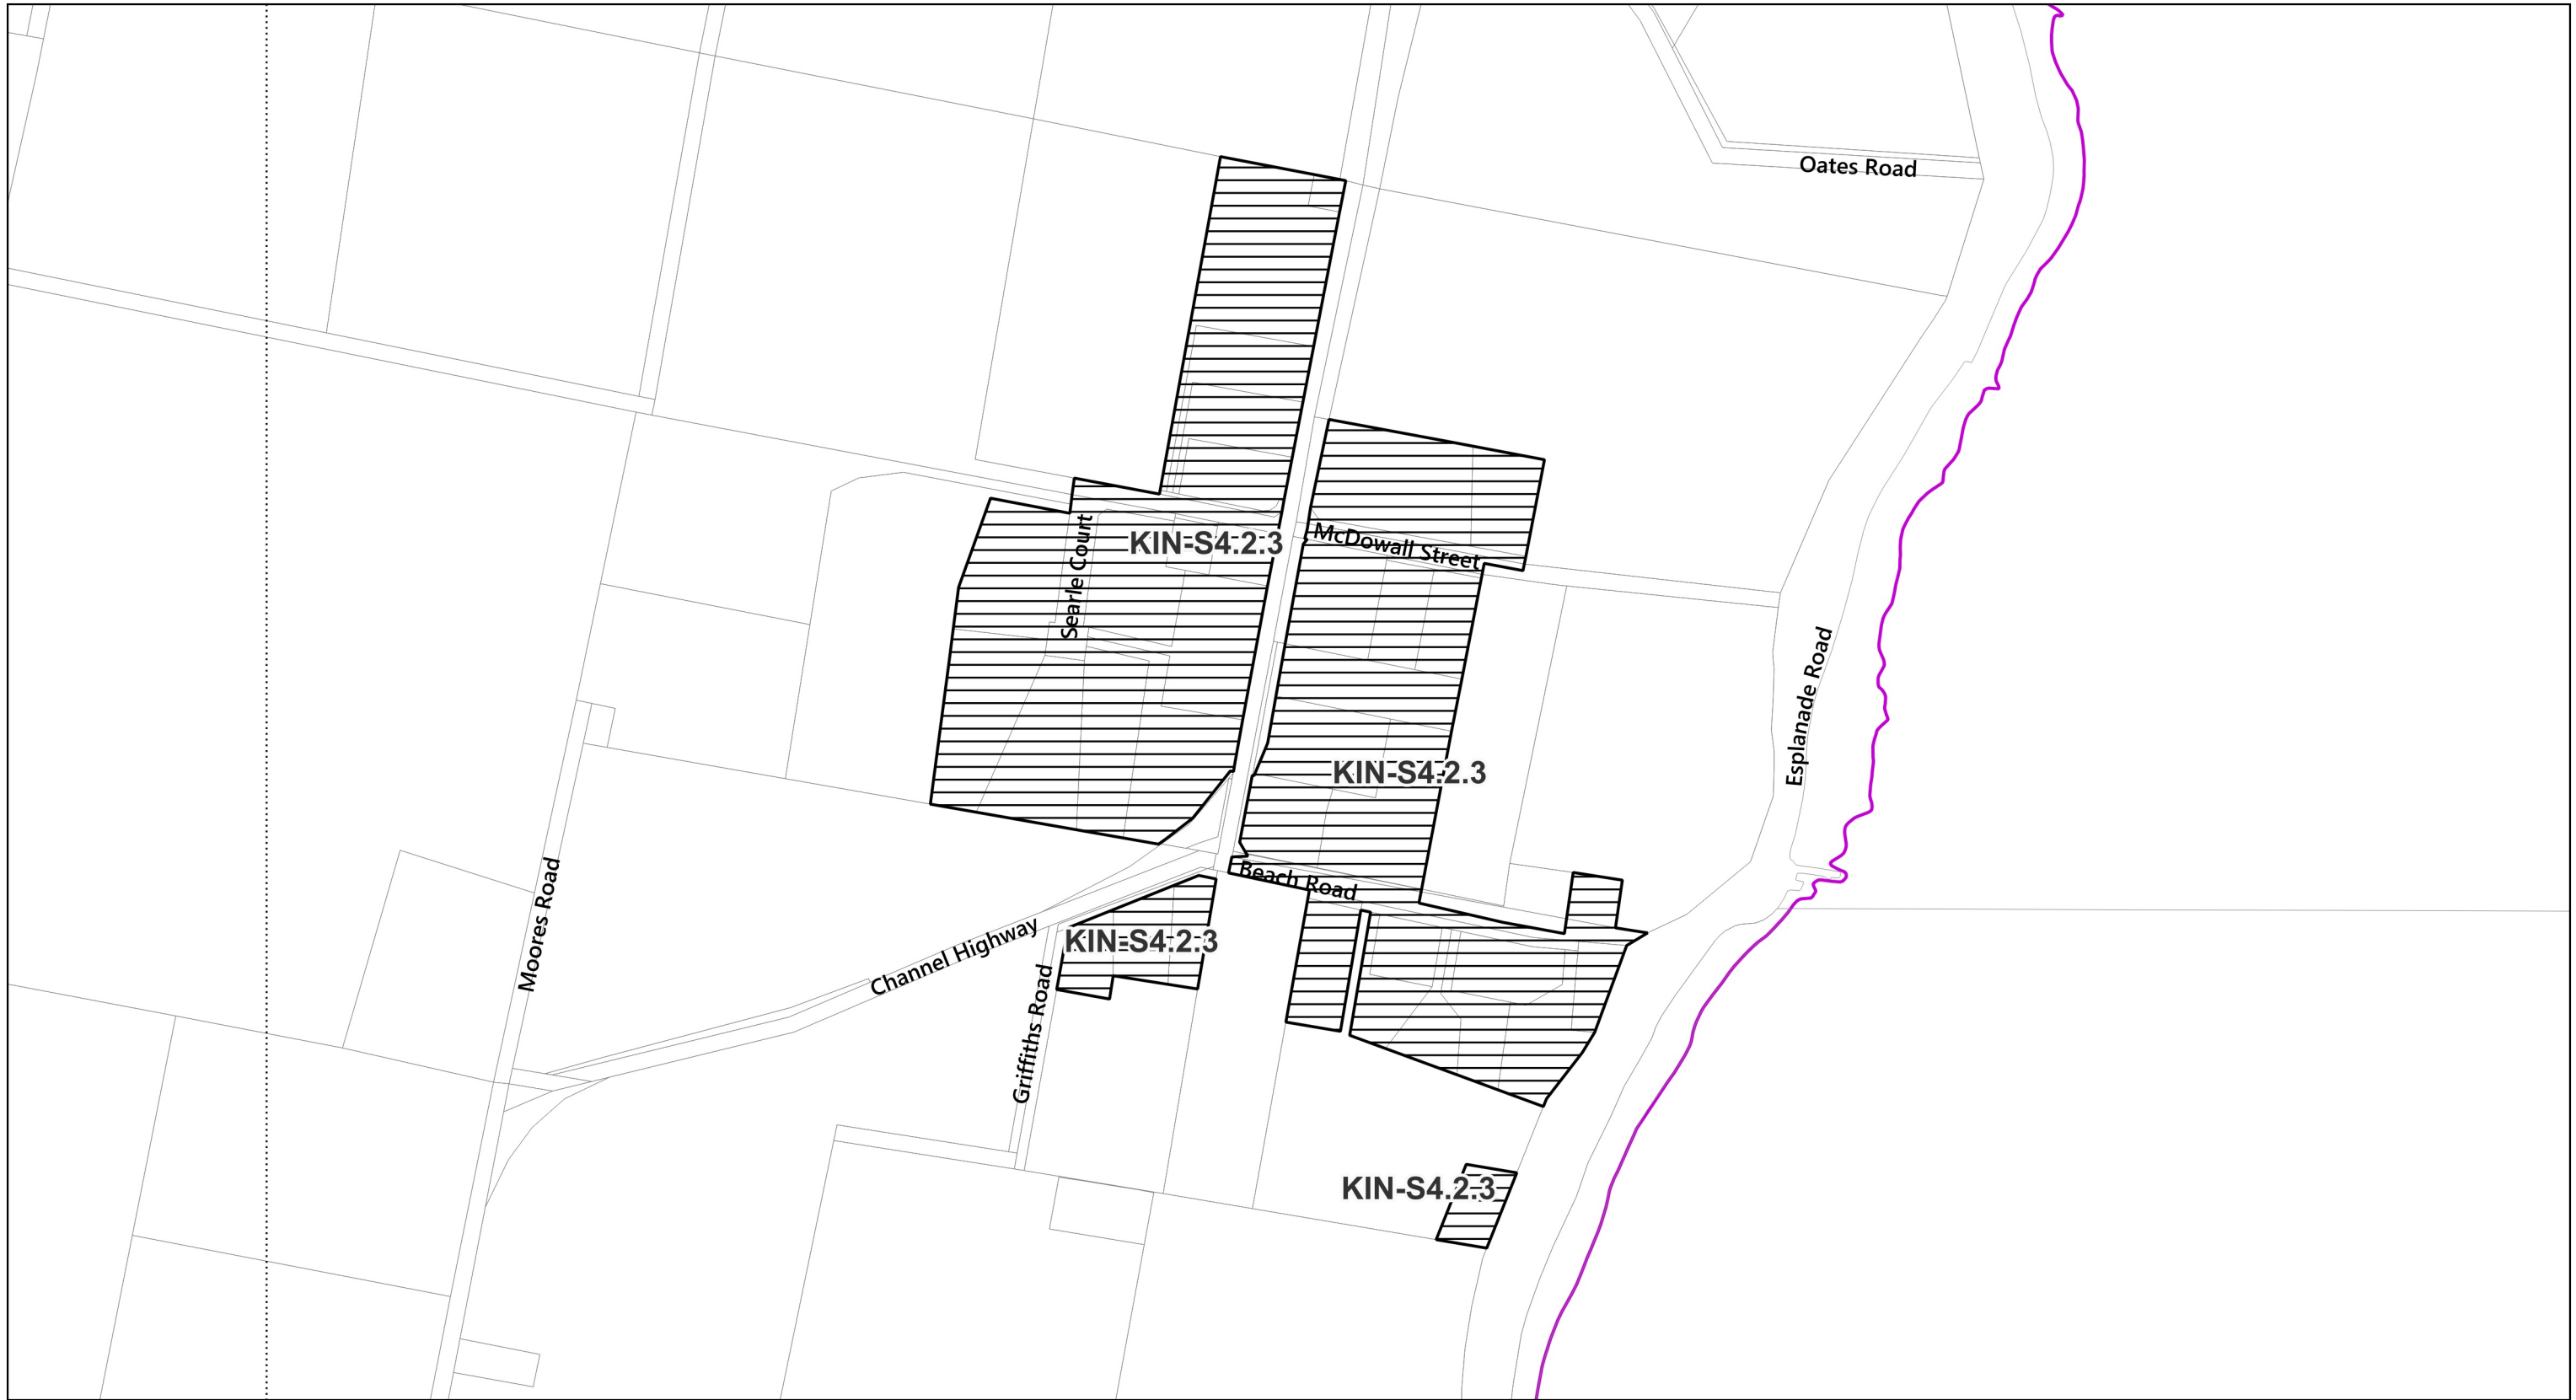 Oates Road
KIN-S4.2.3
McDowall Street
Searle Court
Esplanade Road
KIN-S4.2.3
Beach Road
Moores Road
KIN-S4.2.3
Channel Highway
Griffiths Road
KIN-S4.2.3